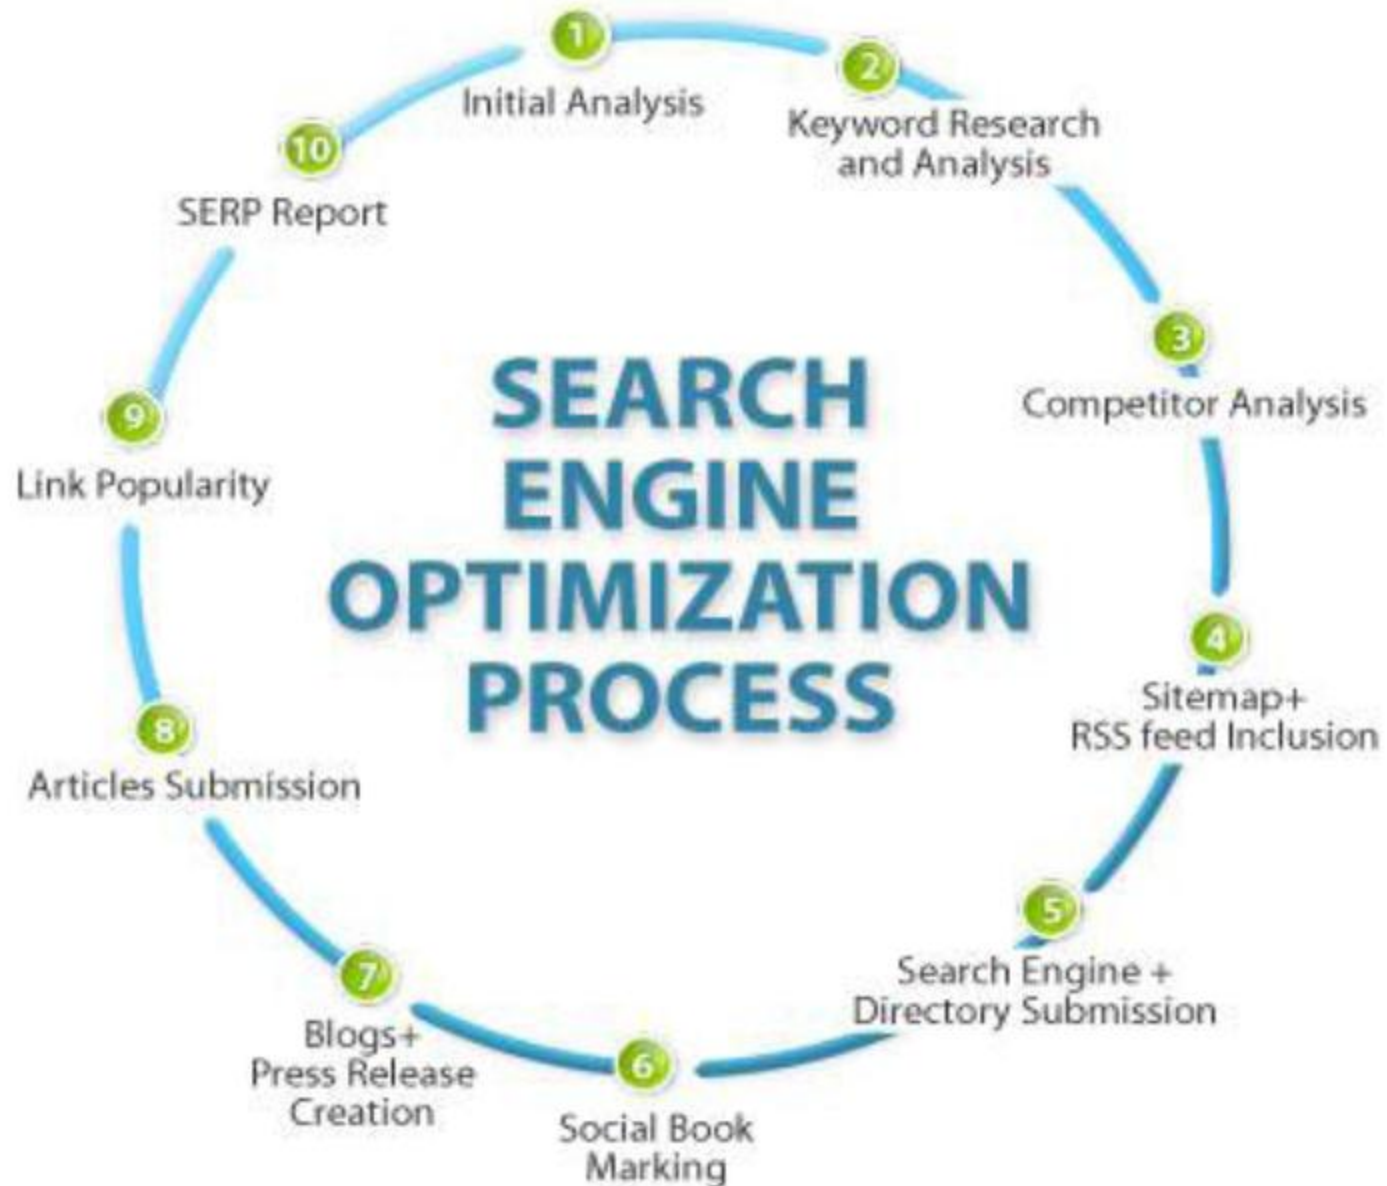 SEARCH
ENGINE
OPTIMIZATION
PROCESS
1
Initial Analysis
2
Keyword Research
and Analysis
3
Competitor Analysis
4
Sitemap+
RSS feed Inclusion
5
Search Engine +
Directory Submission
6
Social Book
Marking
7
Blogs+
Press Release
Creation
8
Articles Submission
9
Link Popularity
10
SERP Report